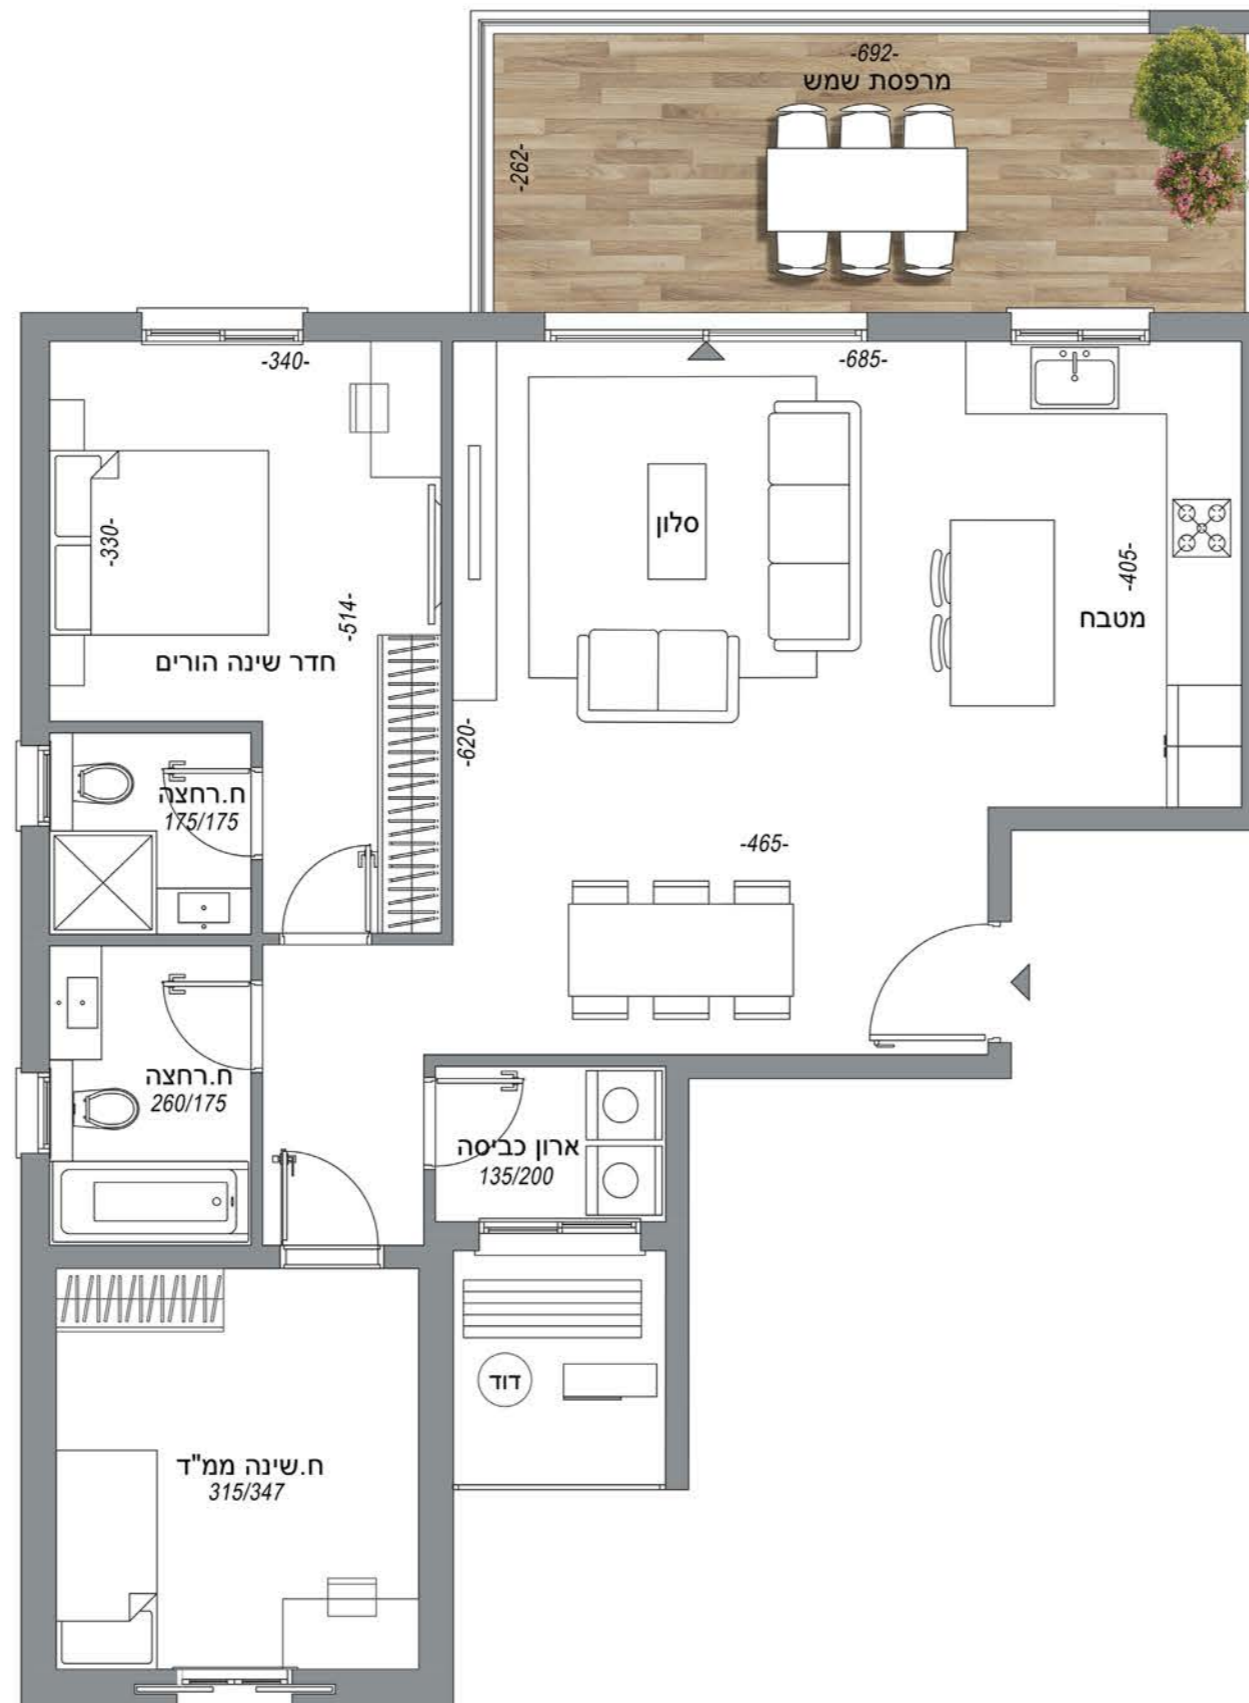 -692-
מרפסת שמש
-262-
-340-
-685-
-330-
סלון
-405-
-514-
מטבח
חדר שינה הורים
-620-
ח.רחצה
175/175
-465-
ח.רחצה
260/175
ארון כביסה
135/200
דוד
ח.שינה ממ"ד
315/347